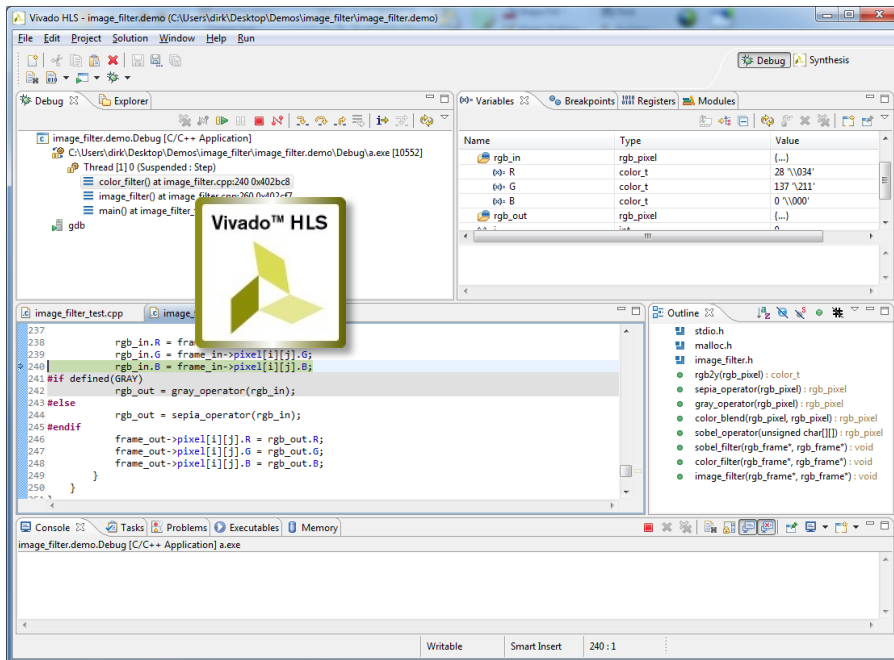 Vivado HLS - image_filter.demo (C:\Users\dirk\Desktop\Demos\image_filter\image_filter.demo)
File Edit Project Solution Window Help Run
Debug Synthesis
Debug Explorer
image_filter.demo.Debug [C/C++ Application]
C:\Users\dirk\Desktop\Demos\image_filter\image_filter.demo\Debug\a.exe [10552]
Thread [1] 0 (Suspended : Step)
color_filter() at image_filter.cpp:240 0x402bc8
image_filter() at image_filter.cpp:260 0x402cf7
main() at image_filter_
gdb
Vivado™ HLS
(x)= Variables Breakpoints Registers Modules
Name Type Value
rgb_in rgb_pixel {...}
(x)= R color_t 28 '\\034'
(x)= G color_t 137 '\211'
(x)= B color_t 0 '\\000'
rgb_out rgb_pixel {...}
image_filter_test.cpp image_
237
238 rgb_in.R = fra
239 rgb_in.G = frame_in->pixel[i][j].G;
240 rgb_in.B = frame_in->pixel[i][j].B;
241 #if defined(GRAY)
242 rgb_out = gray_operator(rgb_in);
243 #else
244 rgb_out = sepia_operator(rgb_in);
245 #endif
246 frame_out->pixel[i][j].R = rgb_out.R;
247 frame_out->pixel[i][j].G = rgb_out.G;
248 frame_out->pixel[i][j].B = rgb_out.B;
249 }
250 }
Outline
stdio.h
malloc.h
image_filter.h
rgb2y(rgb_pixel) : color_t
sepia_operator(rgb_pixel) : rgb_pixel
gray_operator(rgb_pixel) : rgb_pixel
color_blend(rgb_pixel, rgb_pixel) : rgb_pixel
sobel_operator(unsigned char[][]) : rgb_pixel
sobel_filter(rgb_frame*, rgb_frame*) : void
color_filter(rgb_frame*, rgb_frame*) : void
image_filter(rgb_frame*, rgb_frame*) : void
Console Tasks Problems Executables Memory
image_filter.demo.Debug [C/C++ Application] a.exe
Writable Smart Insert 240 : 1